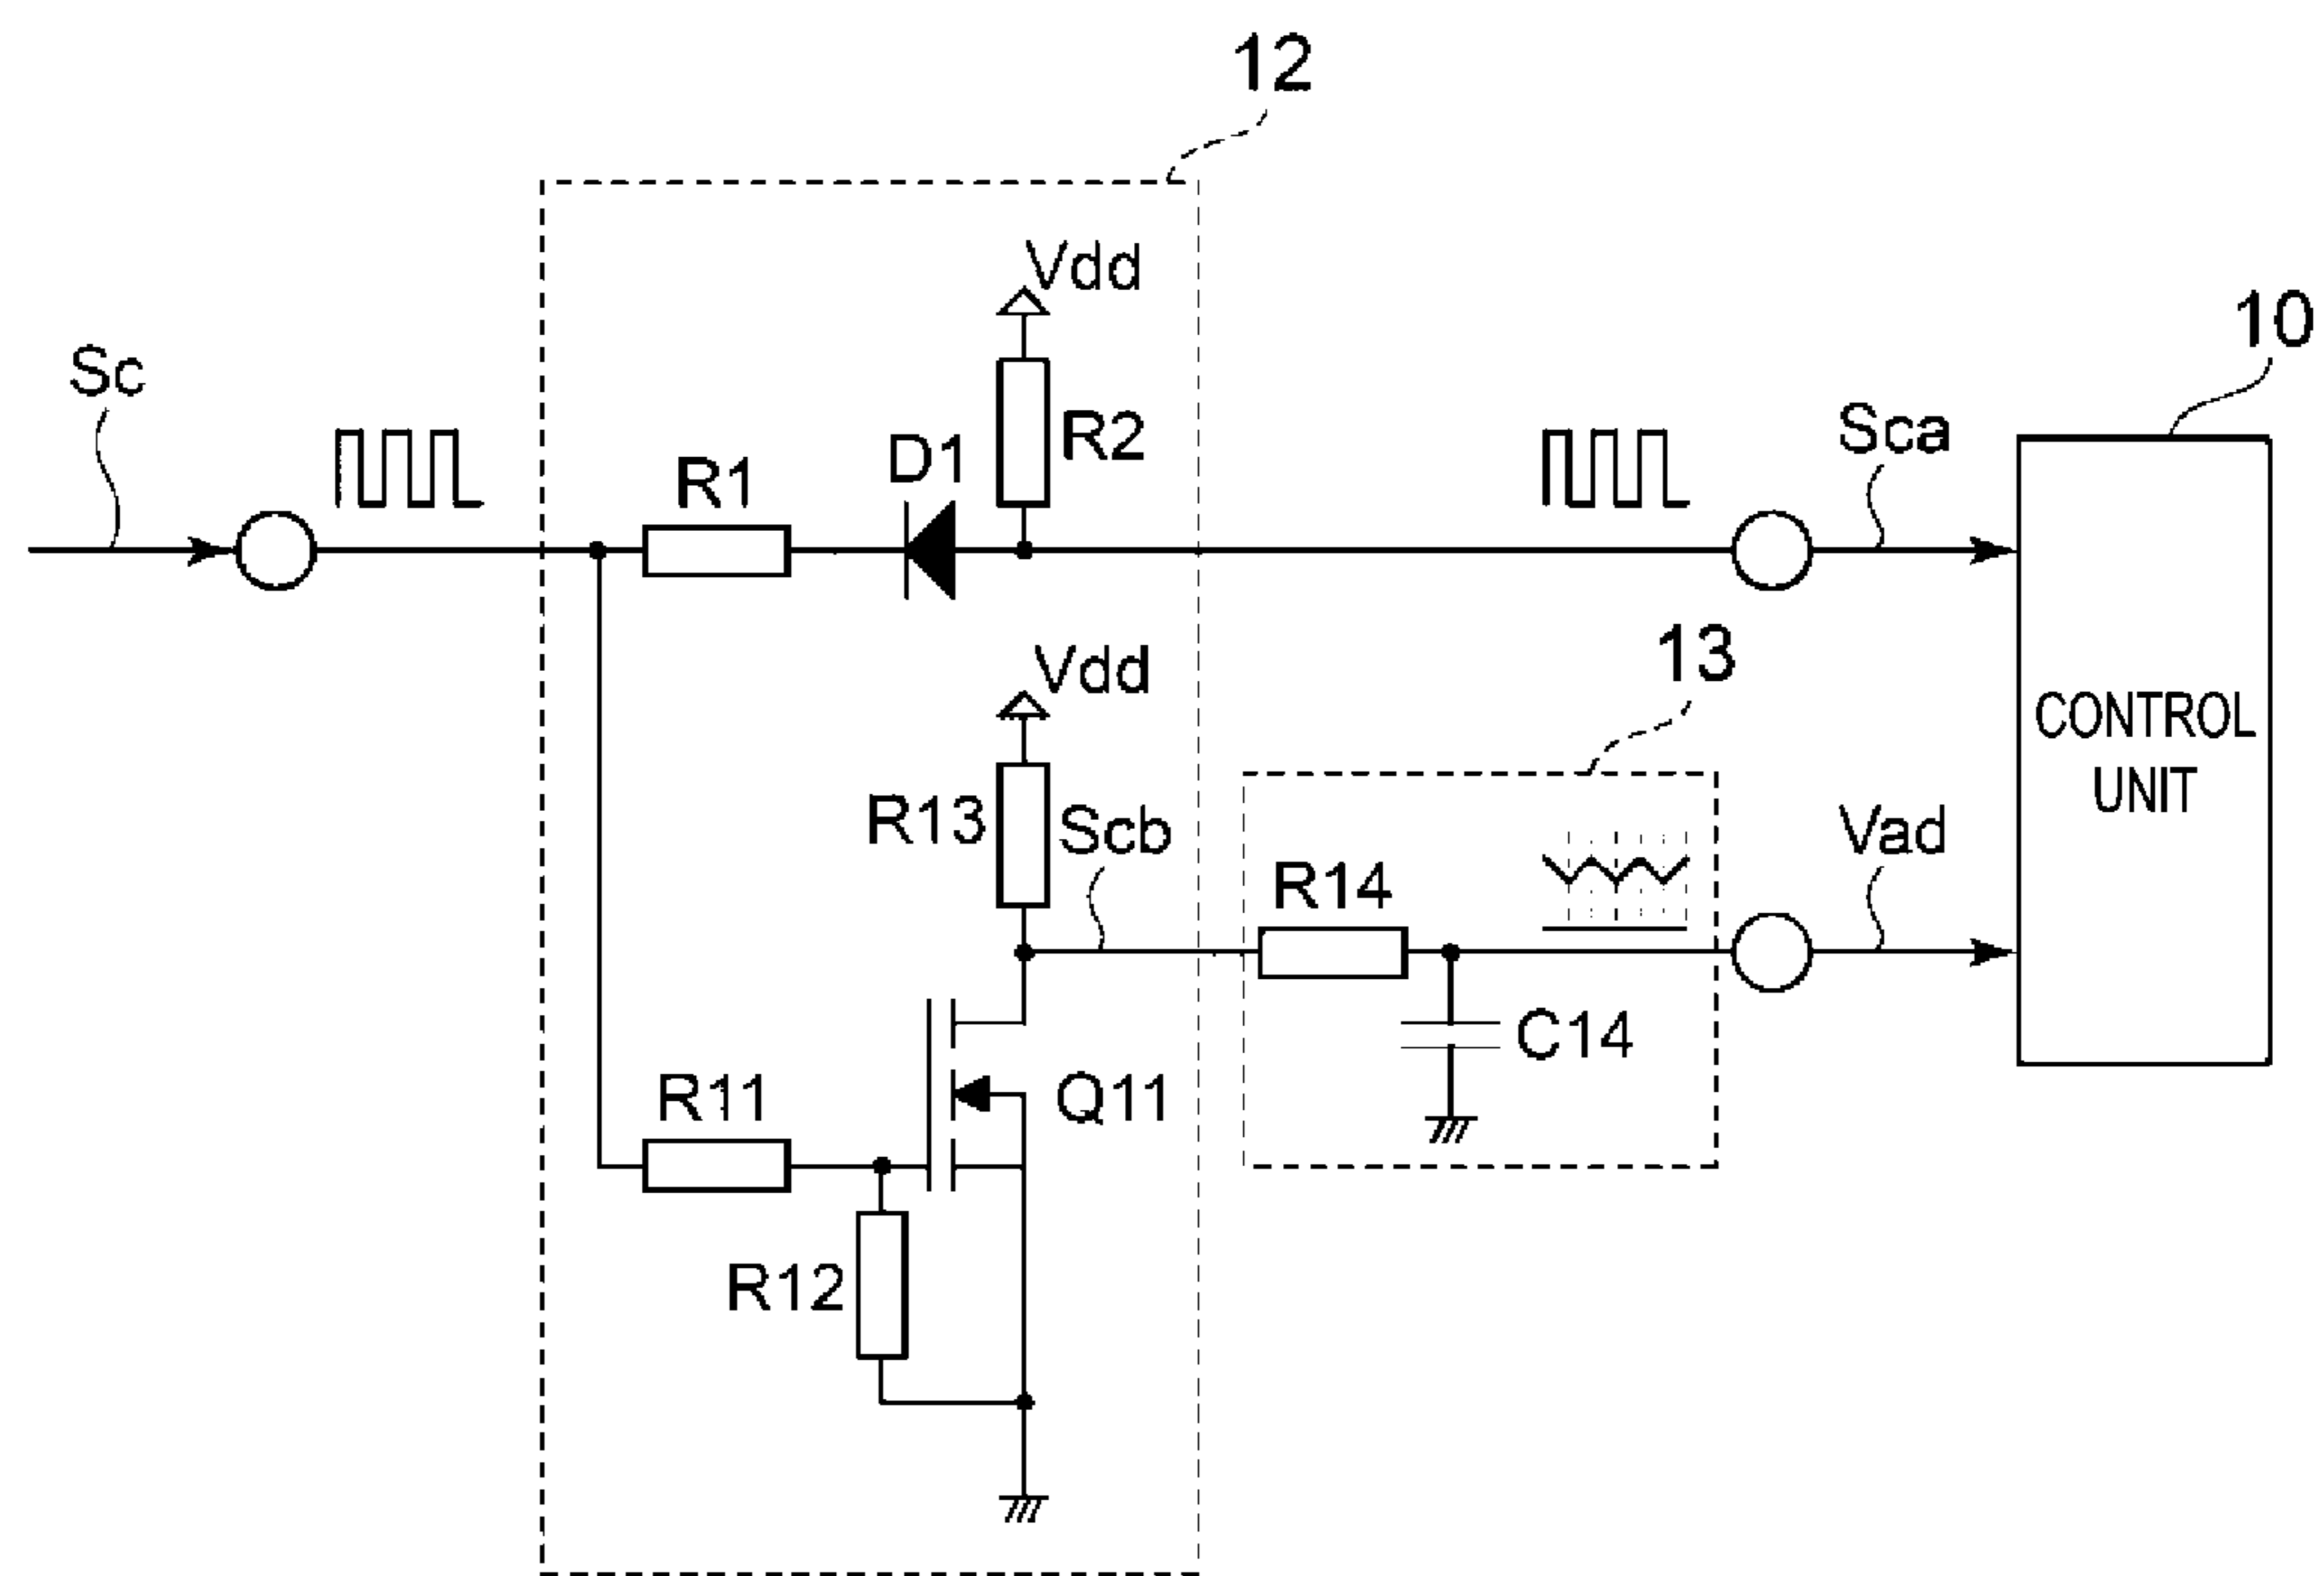 12
Vdd
10
Sc
R2
Sca
D1
R1
13
Vdd
CONTROL
UNIT
R13
Scb
Vad
R14
C14
R11
Q11
R12